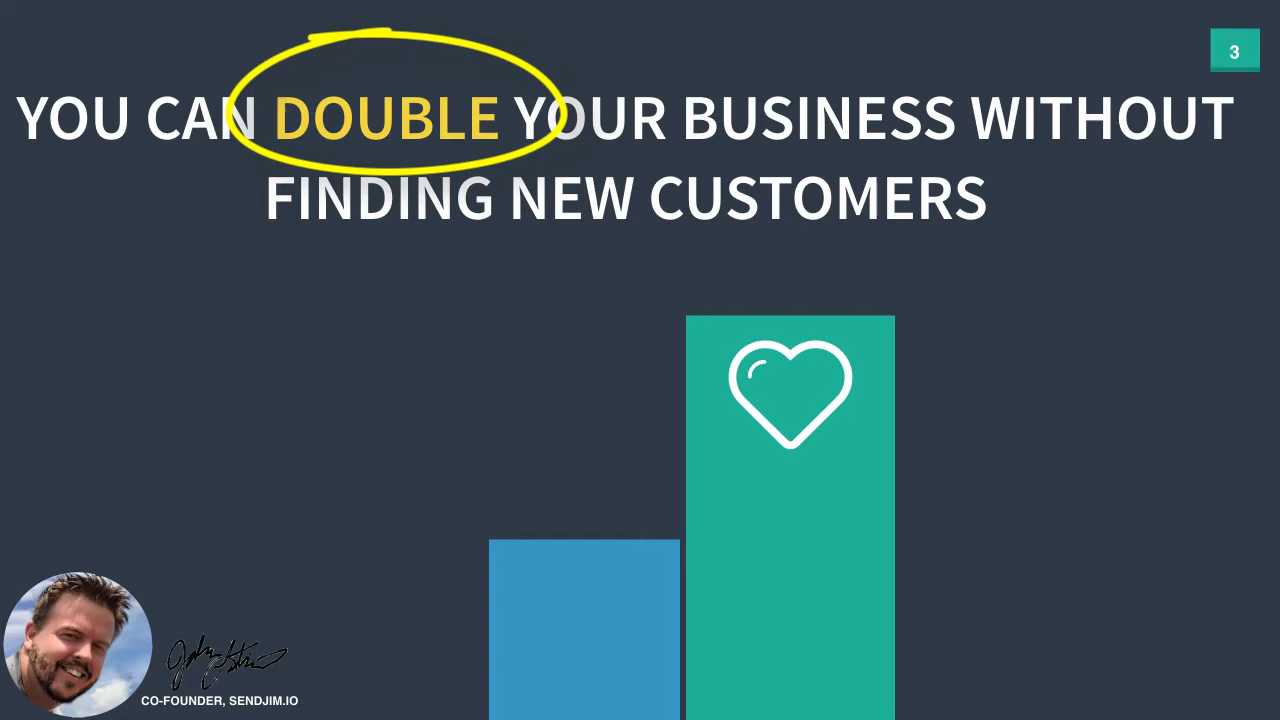 3
YOU CAN DOUBLE YOUR BUSINESS WITHOUT
FINDING NEW CUSTOMERS
CO-FOUNDER, SENDJIM.IO